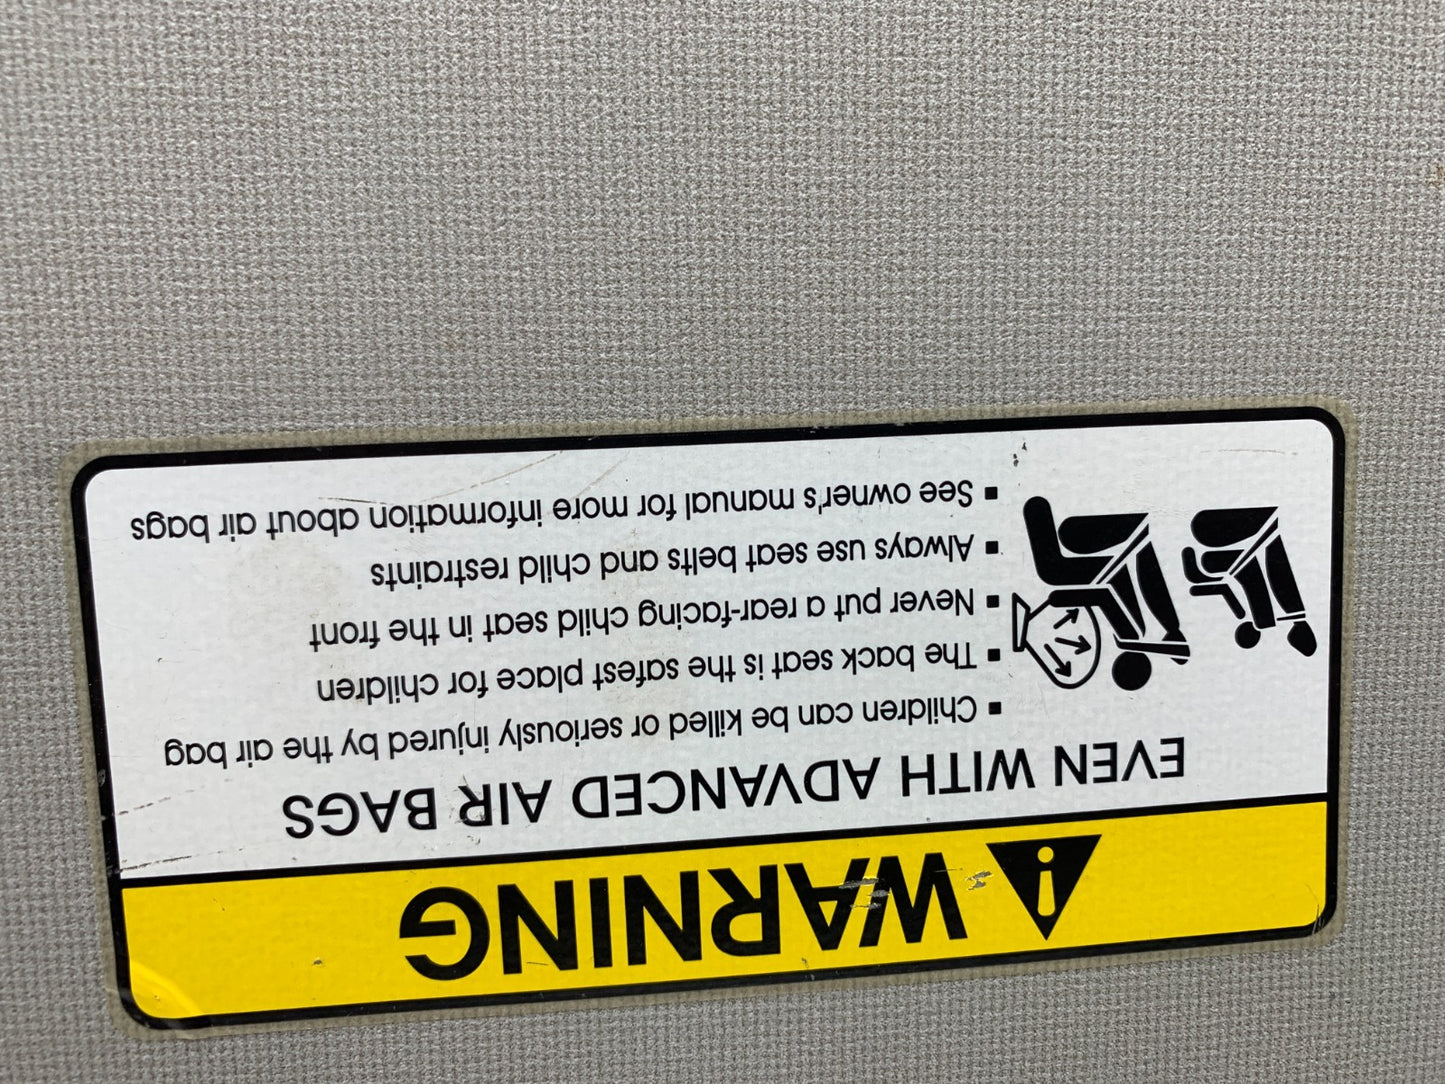 WARNING
EVEN WITH ADVANCED AIR BAGS
▪ Children can be killed or seriously injured by the air bag
▪ The back seat is the safest place for children
▪ Never put a rear-facing child seat in the front
▪ Always use seat belts and child restraints
▪ See owner's manual for more information about air bags